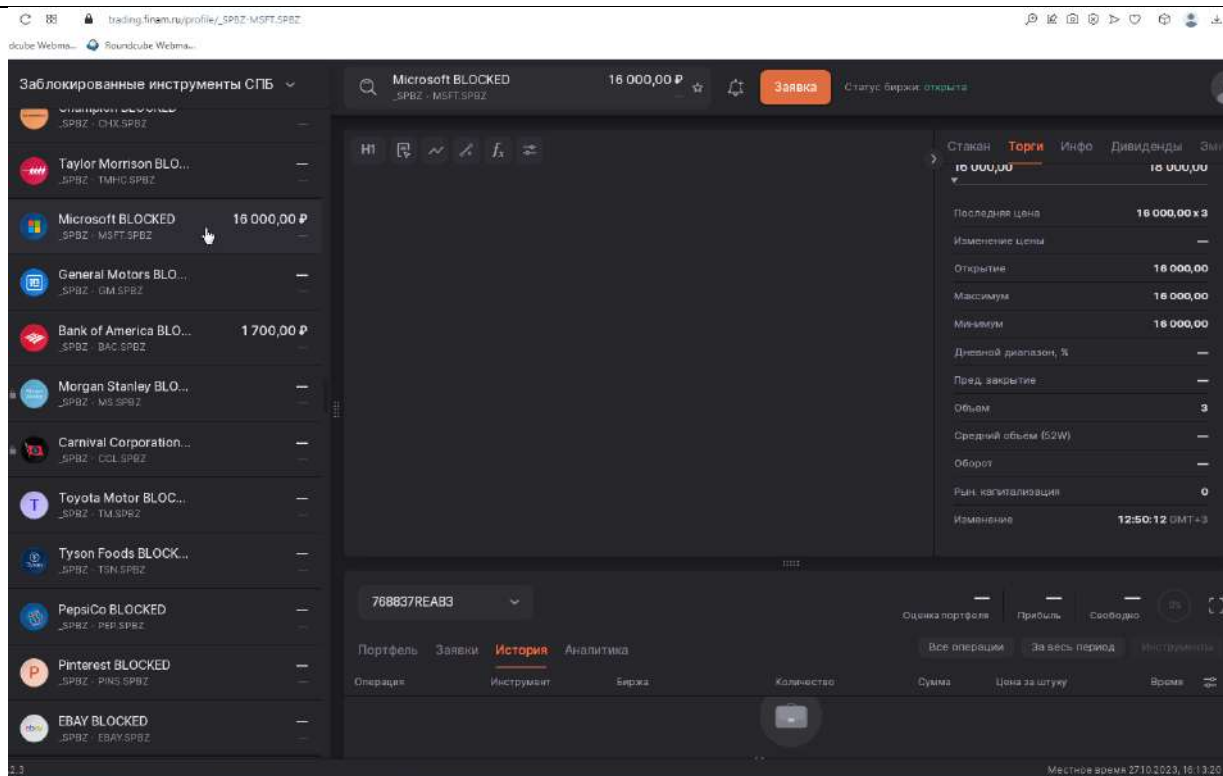 trading.finam.ru/profile/_SPBZ-MSFT.SPBZ
dcube Webma... Roundcube Webma...
Заблокированные инструменты СПБ
Microsoft BLOCKED 16 000,00 ₽
_SPBZ - MSFT.SPBZ
Заявка
Статус биржи: открыта
Champion BLOCKED
_SPBZ - CHX.SPBZ
Taylor Morrison BLO...
_SPBZ - TMHC.SPBZ
Microsoft BLOCKED 16 000,00 ₽
_SPBZ - MSFT.SPBZ
General Motors BLO...
_SPBZ - GM.SPBZ
Bank of America BLO... 1 700,00 ₽
_SPBZ - BAC.SPBZ
Morgan Stanley BLO...
_SPBZ - MS.SPBZ
Carnival Corporation...
_SPBZ - CCL.SPBZ
Toyota Motor BLOC...
_SPBZ - TM.SPBZ
Tyson Foods BLOCK...
_SPBZ - TSN.SPBZ
PepsiCo BLOCKED
_SPBZ - PEP.SPBZ
Pinterest BLOCKED
_SPBZ - PINS.SPBZ
EBAY BLOCKED
_SPBZ - EBAY.SPBZ
2.3
H1
Стакан Торги Инфо Дивиденды Эми
16 000,00 18 000,00
Последняя цена 16 000,00 x 3
Изменение цены —
Открытие 16 000,00
Максимум 16 000,00
Минимум 16 000,00
Дневной диапазон, % —
Пред. закрытие —
Объем 3
Средний объем (52W) —
Оборот —
Рын. капитализация 0
Изменение 12:50:12 GMT+3
768837REAB3
Оценка портфеля Прибыль Свободно 0%
Портфель Заявки История Аналитика
Все операции За весь период Инструменты
Операция Инструмент Биржа Количество Сумма Цена за штуку Время
Местное время 27.10.2023, 16:13:20